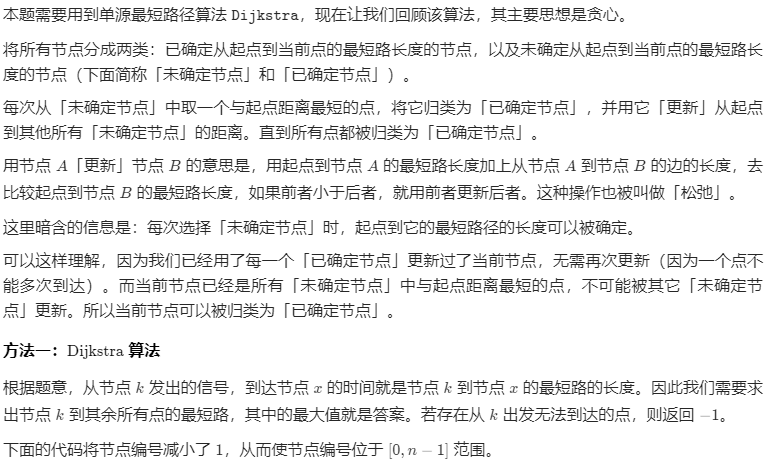 本题需要用到单源最短路径算法 Dijkstra，现在让我们回顾该算法，其主要思想是贪心。
将所有节点分成两类：已确定从起点到当前点的最短路长度的节点，以及未确定从起点到当前点的最短路长
度的节点（下面简称「未确定节点」和「已确定节点」）。
每次从「未确定节点」中取一个与起点距离最短的点，将它归类为「已确定节点」，并用它「更新」从起点
到其他所有「未确定节点」的距离。直到所有点都被归类为「已确定节点」。
用节点 A「更新」节点 B 的意思是，用起点到节点 A 的最短路长度加上从节点 A 到节点 B 的边的长度，去
比较起点到节点 B 的最短路长度，如果前者小于后者，就用前者更新后者。这种操作也被叫做「松弛」。
这里暗含的信息是：每次选择「未确定节点」时，起点到它的最短路径的长度可以被确定。
可以这样理解，因为我们已经用了每一个「已确定节点」更新过了当前节点，无需再次更新（因为一个点不
能多次到达）。而当前节点已经是所有「未确定节点」中与起点距离最短的点，不可能被其它「未确定节
点」更新。所以当前节点可以被归类为「已确定节点」。
方法一：Dijkstra 算法
根据题意，从节点 k 发出的信号，到达节点 x 的时间就是节点 k 到节点 x 的最短路的长度。因此我们需要求
出节点 k 到其余所有点的最短路，其中的最大值就是答案。若存在从 k 出发无法到达的点，则返回 −1。
下面的代码将节点编号减小了 1，从而使节点编号位于 [0, n − 1] 范围。